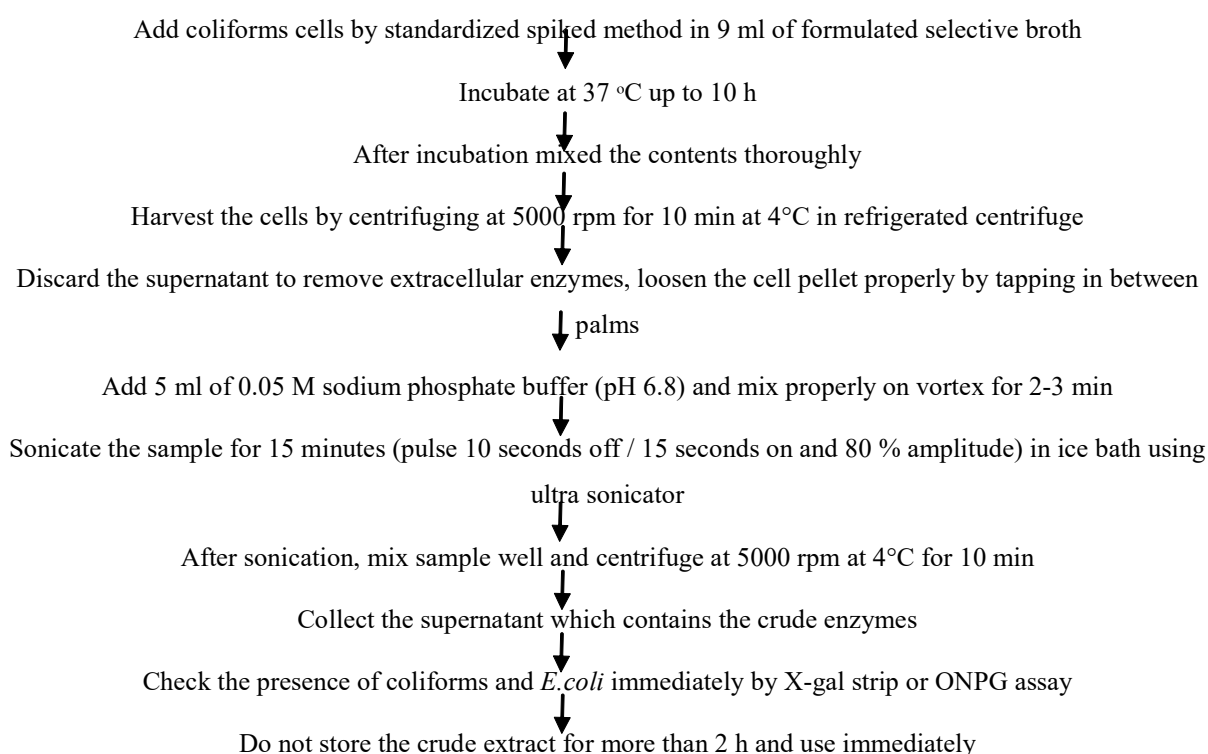 Add coliforms cells by standardized spiked method in 9 ml of formulated selective broth
Incubate at 37 ºC up to 10 h
After incubation mixed the contents thoroughly
Harvest the cells by centrifuging at 5000 rpm for 10 min at 4°C in refrigerated centrifuge
Discard the supernatant to remove extracellular enzymes, loosen the cell pellet properly by tapping in between
palms
Add 5 ml of 0.05 M sodium phosphate buffer (pH 6.8) and mix properly on vortex for 2-3 min
Sonicate the sample for 15 minutes (pulse 10 seconds off / 15 seconds on and 80 % amplitude) in ice bath using
ultra sonicator
After sonication, mix sample well and centrifuge at 5000 rpm at 4°C for 10 min
Collect the supernatant which contains the crude enzymes
Check the presence of coliforms and E.coli immediately by X-gal strip or ONPG assay
Do not store the crude extract for more than 2 h and use immediately